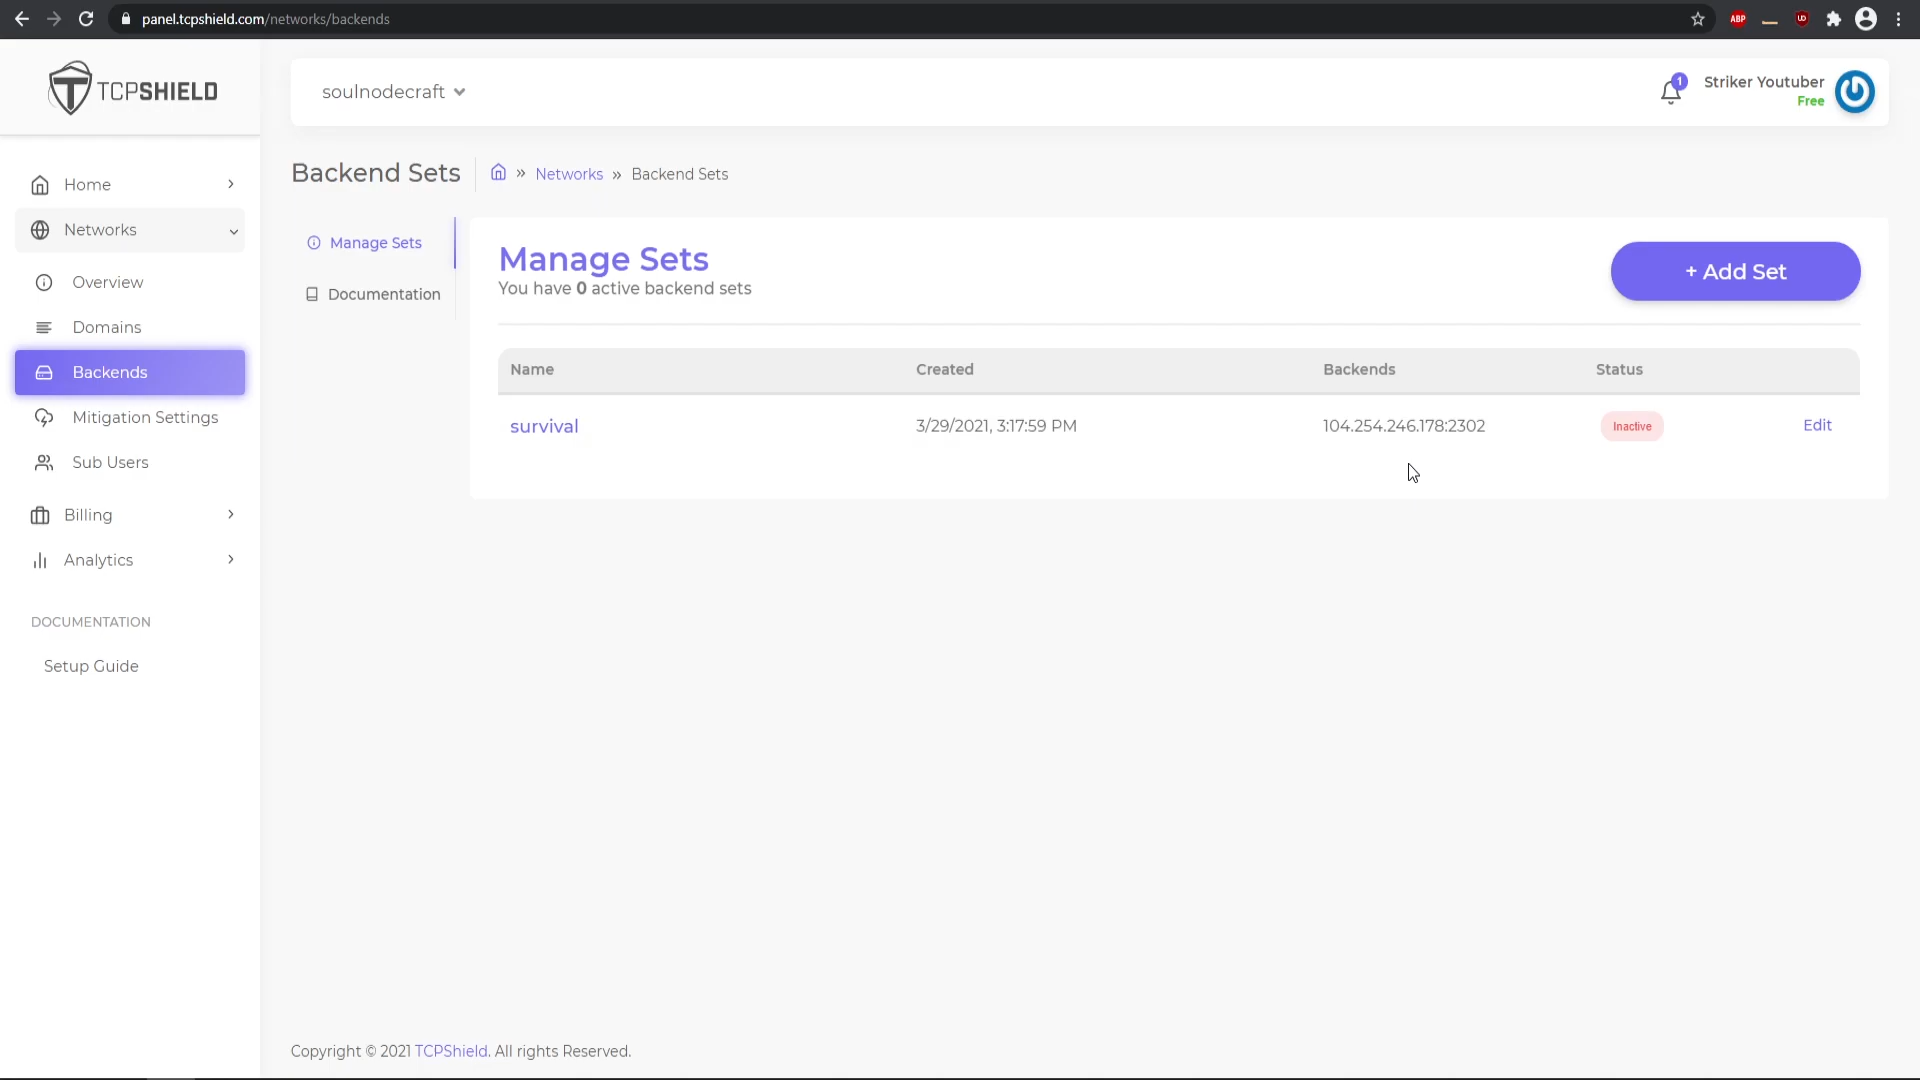 panel.tcpshield.com/networks/backends
ABP
TCPSHIELD
soulnodecraft
1
Striker Youtuber
Free
Backend Sets
» Networks » Backend Sets
Home
Networks
Overview
Domains
Backends
Mitigation Settings
Sub Users
Billing
Analytics
DOCUMENTATION
Setup Guide
Manage Sets
Documentation
Manage Sets
You have 0 active backend sets
+ Add Set
Name Created Backends Status
survival 3/29/2021, 3:17:59 PM 104.254.246.178:2302 Inactive Edit
Copyright © 2021 TCPShield. All rights Reserved.